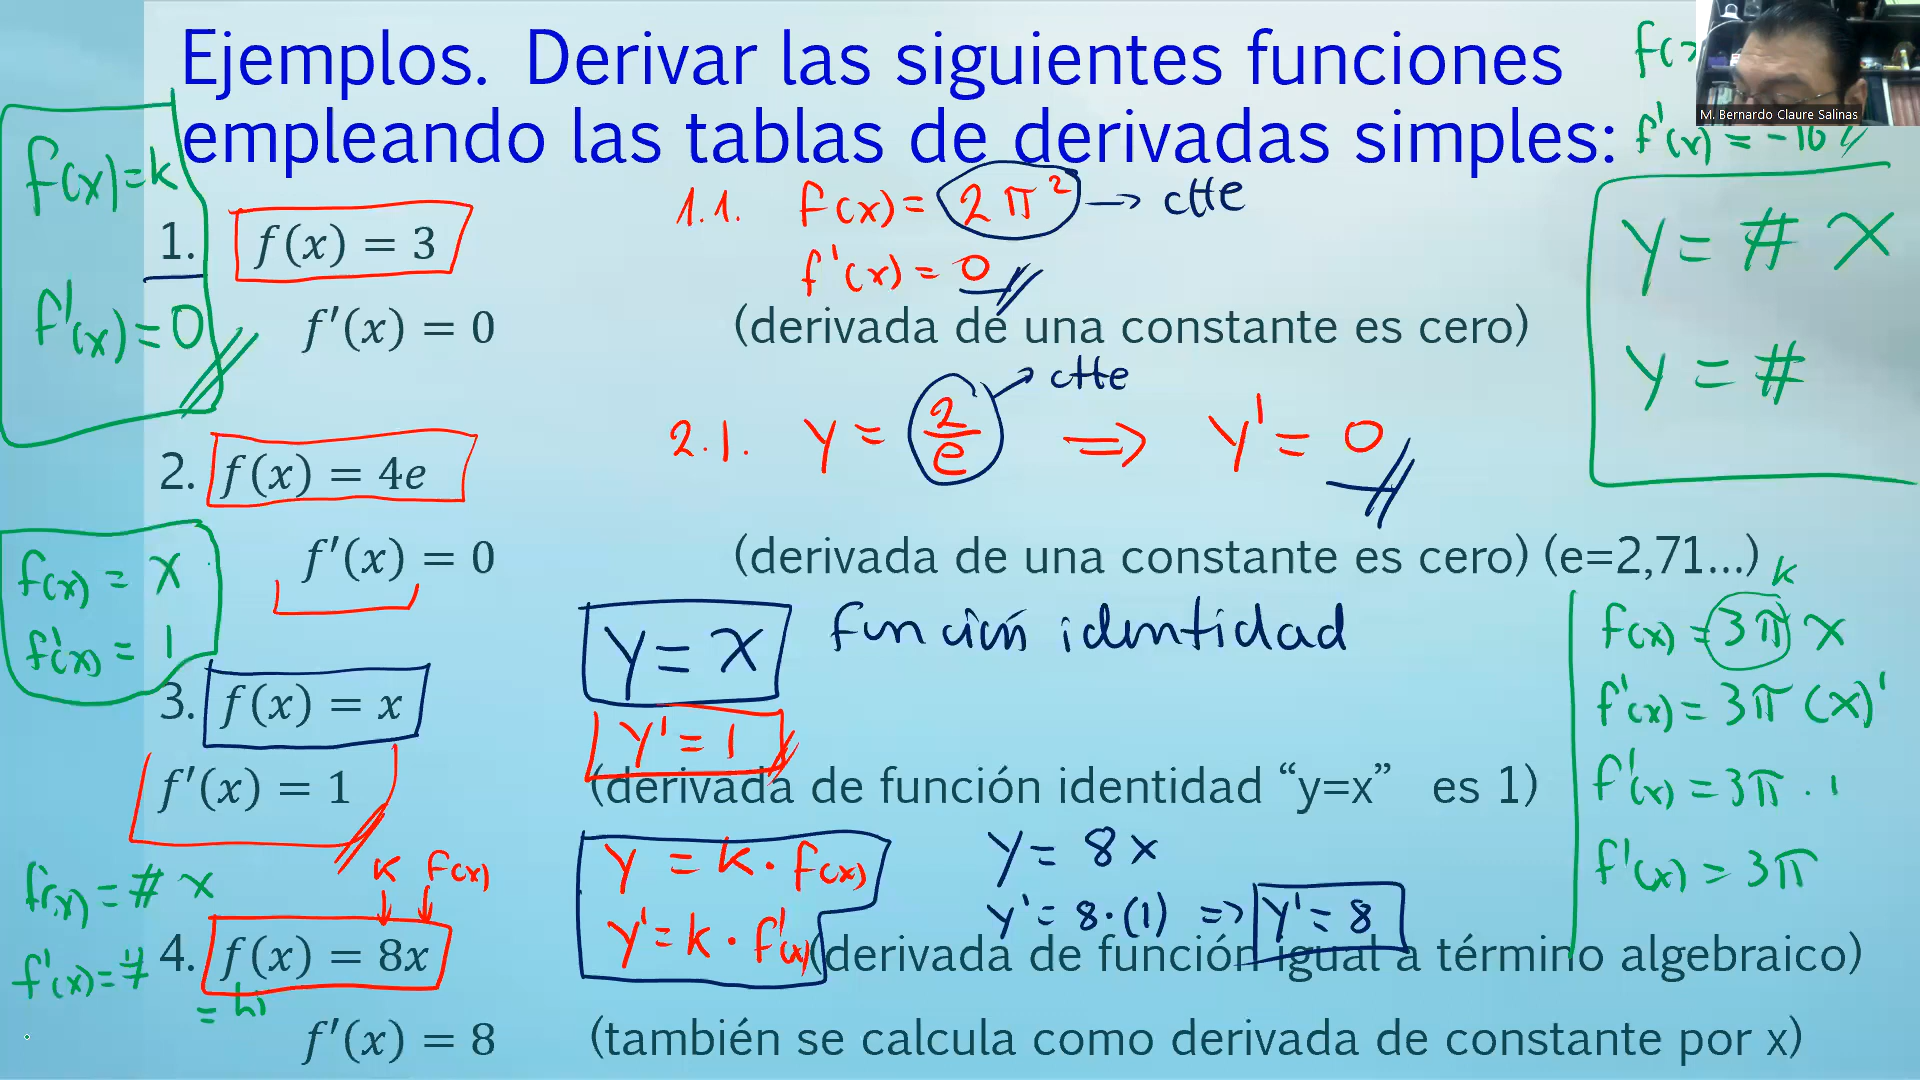 Ejemplos. Derivar las siguientes funciones
empleando las tablas de derivadas simples:
M. Bernardo Claure Salinas
f'(x) = -10
f(x)=k
f'(x)=0
1. f(x) = 3
1.1. f(x)= 2π² → ctte
f'(x)= 0
f'(x) = 0 (derivada de una constante es cero)
y = # x
y = #
2. f(x) = 4e
2.1. y = 2/e → ctte ⇒ y' = 0
f'(x) = 0 (derivada de una constante es cero) (e=2,71...)
f(x) = x
f'(x) = 1
y = x función identidad
y' = 1
3. f(x) = x
f'(x) = 1 (derivada de función identidad “y=x” es 1)
k
f(x) = 3π x
f'(x) = 3π (x)'
f'(x) = 3π . 1
f'(x) = 3π
f(x) = # x
f'(x) = #
k f(x)
y = k . f(x)
y' = k . f'(x)
y = 8x
y' = 8 . (1) ⇒ y' = 8
4. f(x) = 8x (derivada de función igual a término algebraico)
f'(x) = 8 (también se calcula como derivada de constante por x)